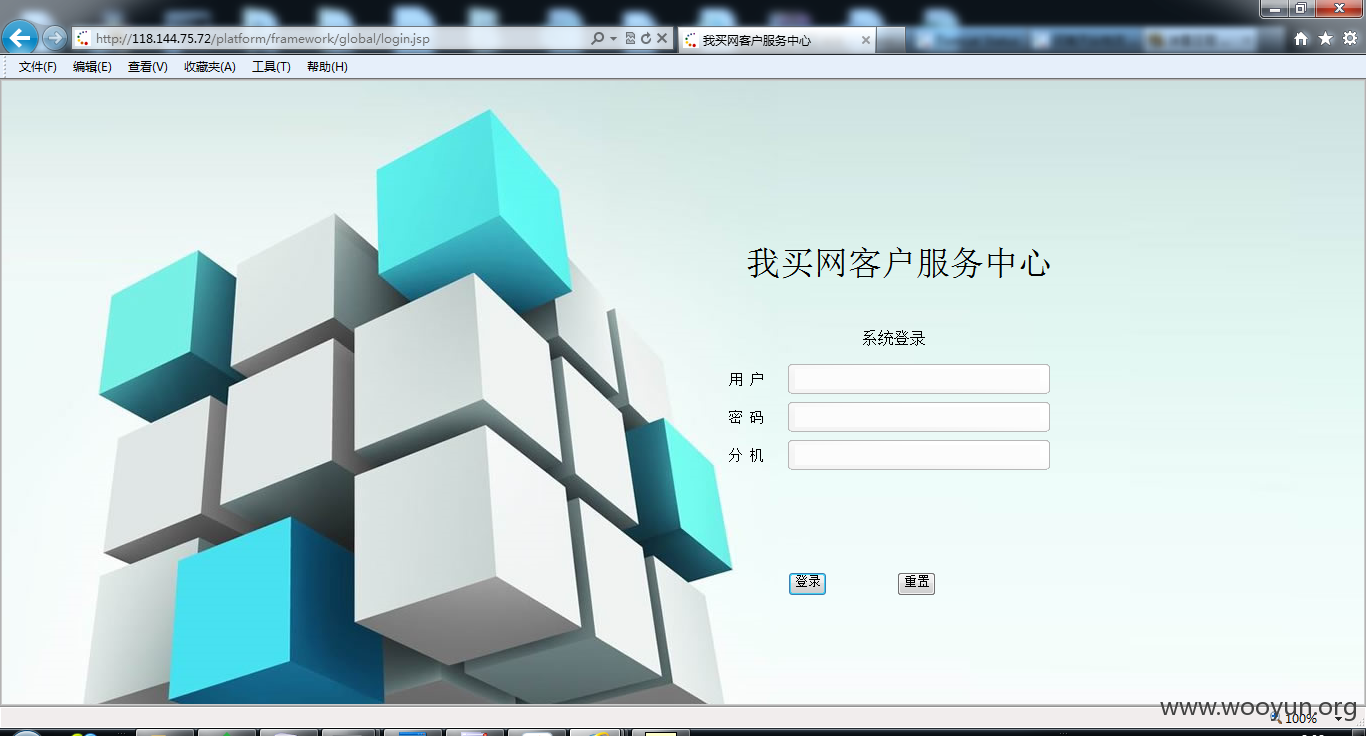 http://118.144.75.72/platform/framework/global/login.jsp
我买网客户服务中心
文件(F) 编辑(E) 查看(V) 收藏夹(A) 工具(T) 帮助(H)
我买网客户服务中心
系统登录
用 户
密 码
分 机
登录 重置
www.wooyun.org
100%